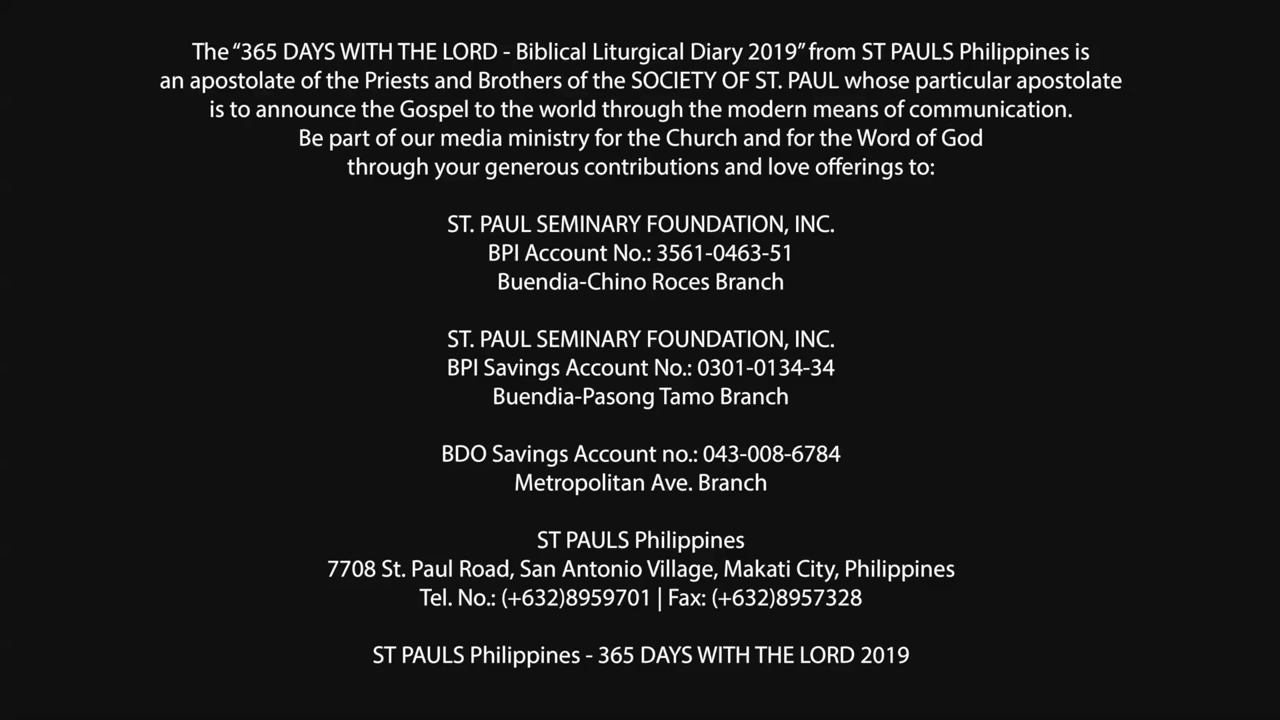 The “365 DAYS WITH THE LORD - Biblical Liturgical Diary 2019” from ST PAULS Philippines is
an apostolate of the Priests and Brothers of the SOCIETY OF ST. PAUL whose particular apostolate
is to announce the Gospel to the world through the modern means of communication.
Be part of our media ministry for the Church and for the Word of God
through your generous contributions and love offerings to:
ST. PAUL SEMINARY FOUNDATION, INC.
BPI Account No.: 3561-0463-51
Buendia-Chino Roces Branch
ST. PAUL SEMINARY FOUNDATION, INC.
BPI Savings Account No.: 0301-0134-34
Buendia-Pasong Tamo Branch
BDO Savings Account no.: 043-008-6784
Metropolitan Ave. Branch
ST PAULS Philippines
7708 St. Paul Road, San Antonio Village, Makati City, Philippines
Tel. No.: (+632)8959701 | Fax: (+632)8957328
ST PAULS Philippines - 365 DAYS WITH THE LORD 2019